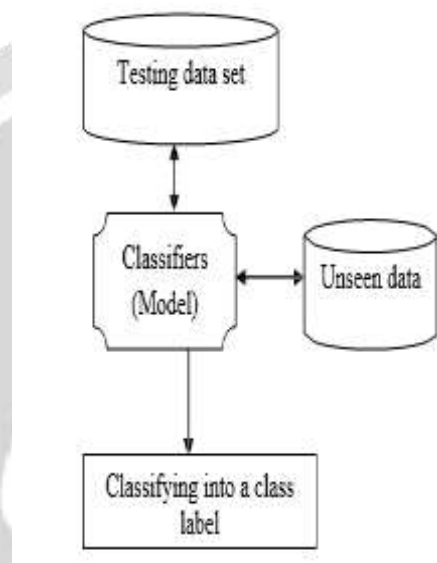 Testing data set
Classifiers
(Model)
Unseen data
Classifying into a class
label